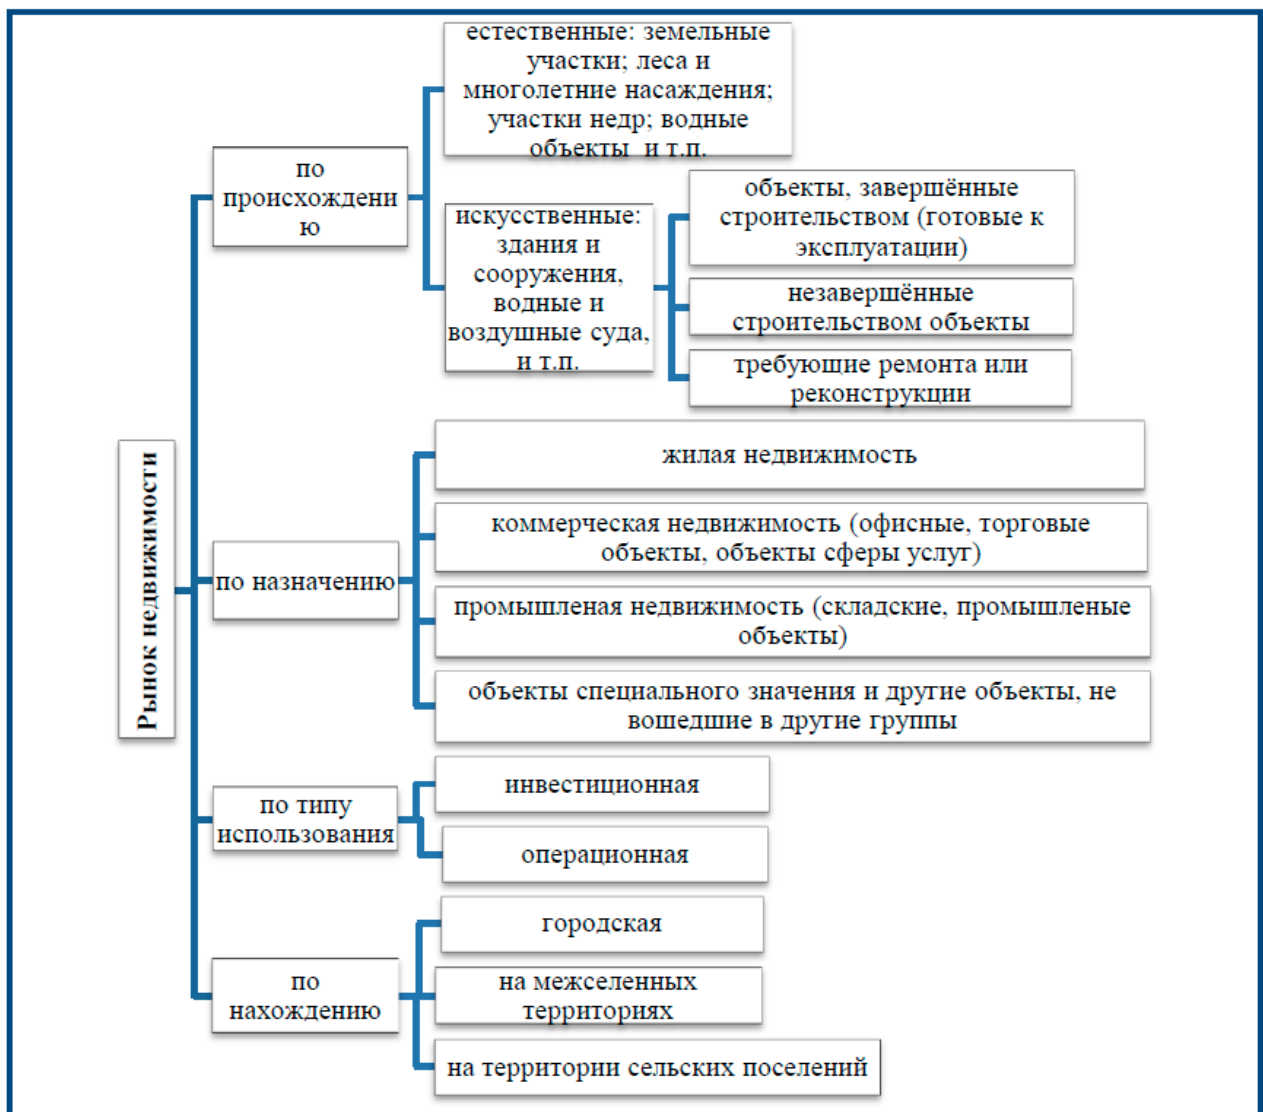 Рынок недвижимости
по
происхождени
ю
естественные: земельные
участки; леса и
многолетние насаждения;
участки недр; водные
объекты и т.п.
искусственные:
здания и
сооружения,
водные и
воздушные суда,
и т.п.
объекты, завершённые
строительством (готовые к
эксплуатации)
незавершённые
строительством объекты
требующие ремонта или
реконструкции
по назначению
жилая недвижимость
коммерческая недвижимость (офисные, торговые
объекты, объекты сферы услуг)
промышленая недвижимость (складские, промышленые
объекты)
объекты специального значения и другие объекты, не
вошедшие в другие группы
по типу
использования
инвестиционная
операционная
по
нахождению
городская
на межселенных
территориях
на территории сельских поселений